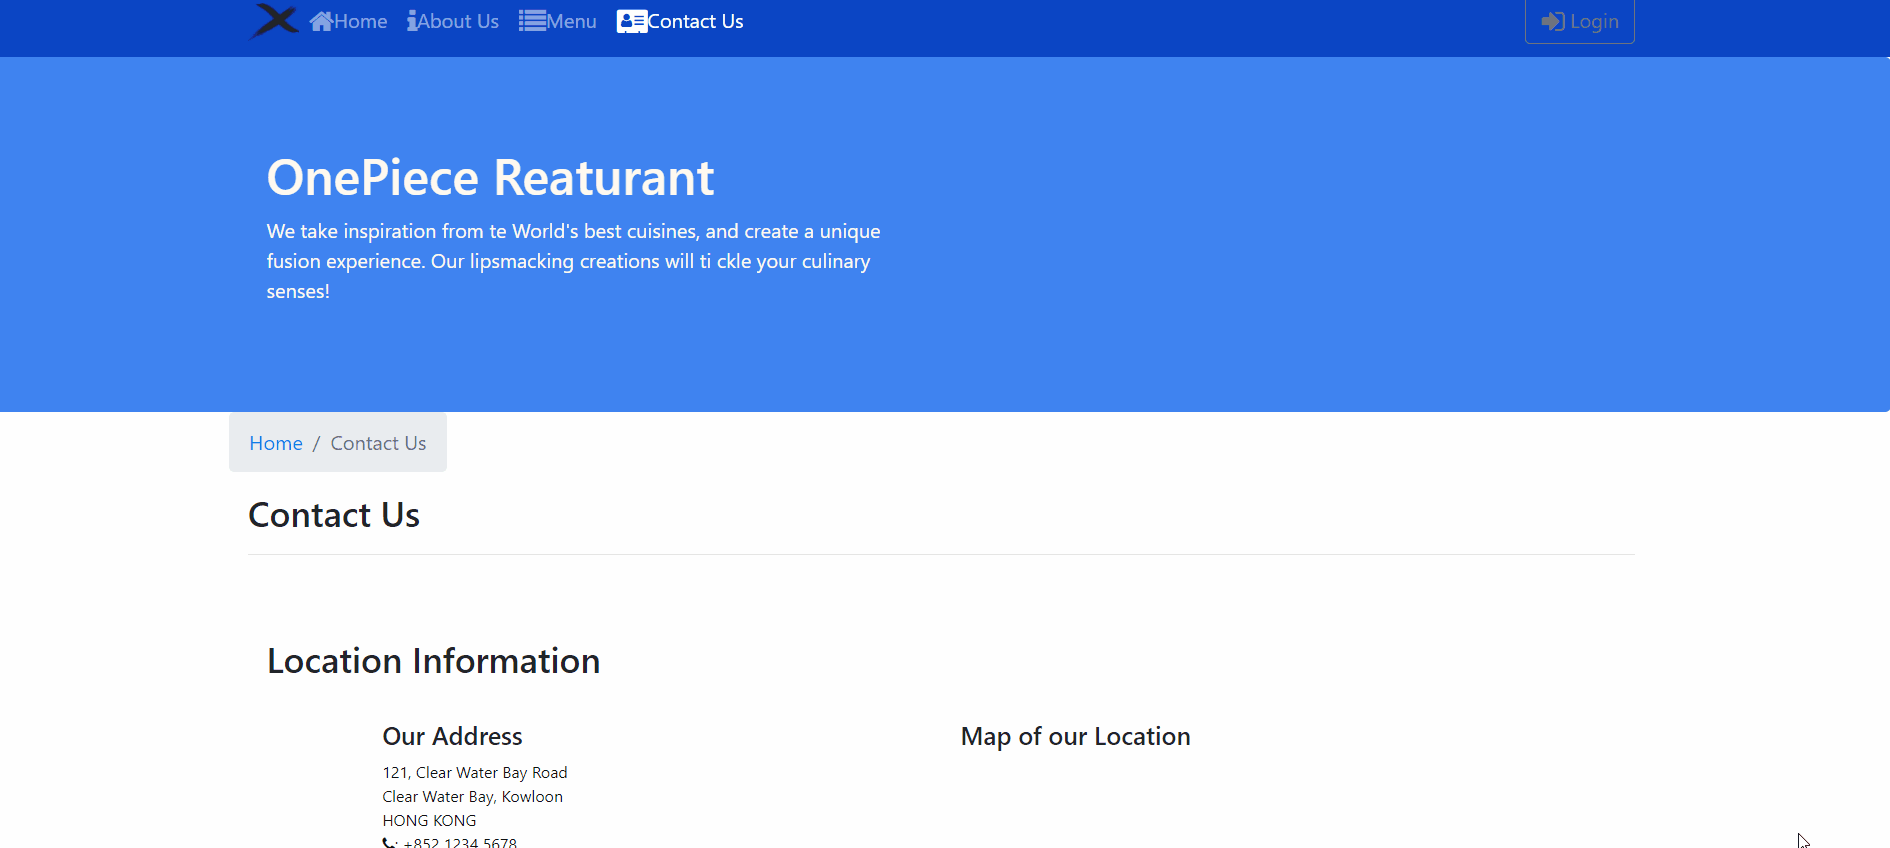 Home About Us Menu Contact Us Login
OnePiece Reaturant
We take inspiration from te World's best cuisines, and create a unique
fusion experience. Our lipsmacking creations will ti ckle your culinary
senses!
Home / Contact Us
Contact Us
Location Information
Our Address
121, Clear Water Bay Road
Clear Water Bay, Kowloon
HONG KONG
: +852 1234 5678
Map of our Location